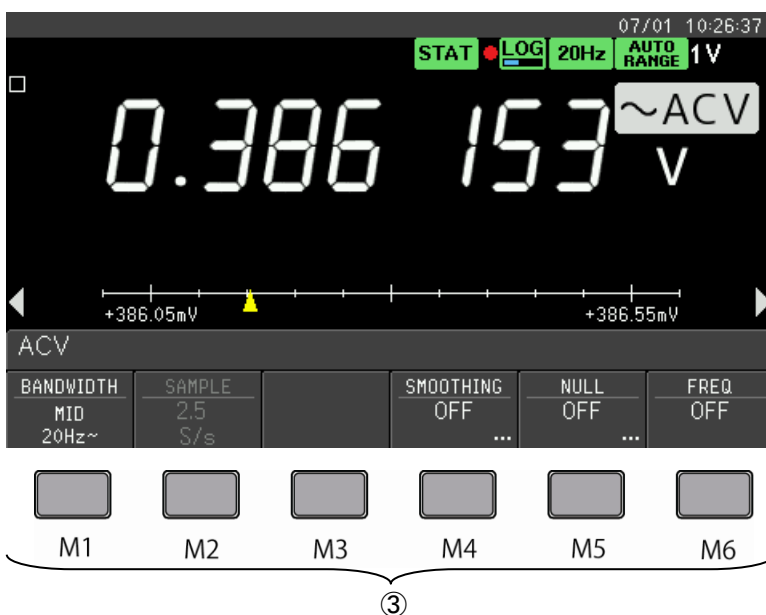 07/01 10:26:37
STAT LOG 20Hz AUTO RANGE 1V
~ACV
0.386 153 V
+386.05mV +386.55mV
ACV
BANDWIDTH SAMPLE SMOOTHING NULL FREQ
MID 2.5 OFF OFF OFF
20Hz~ S/s ... ...
M1 M2 M3 M4 M5 M6
③